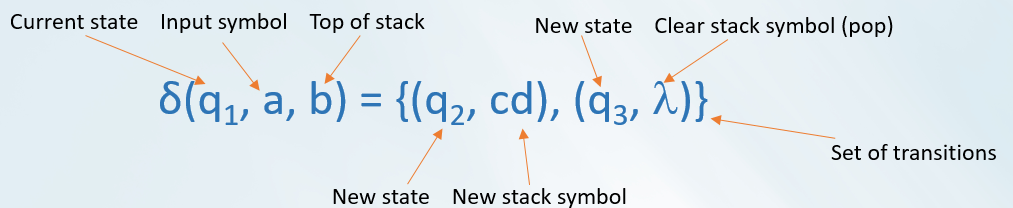 Current state Input symbol Top of stack New state Clear stack symbol (pop)
δ(q₁, a, b) = {(q₂, cd), (q₃, λ)}
Set of transitions
New state New stack symbol